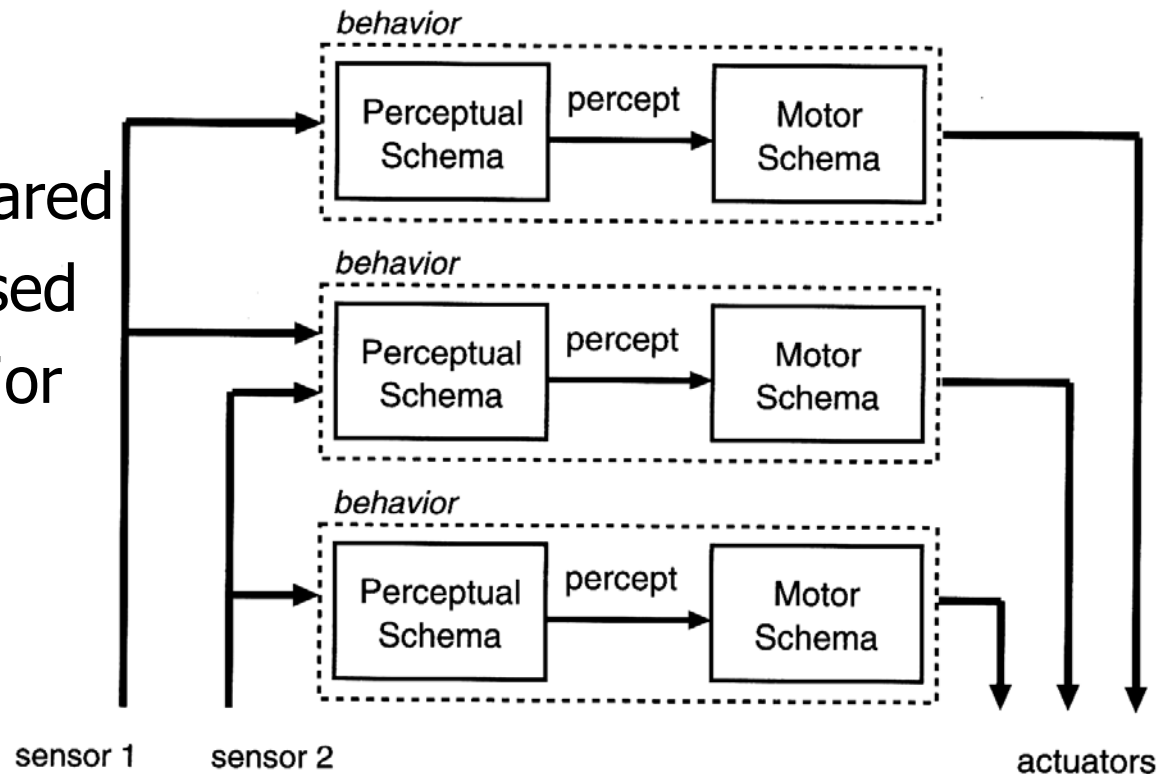 behavior
Perceptual
Schema
percept
Motor
Schema
ared
sed
ior
behavior
Perceptual
Schema
percept
Motor
Schema
behavior
Perceptual
Schema
percept
Motor
Schema
sensor 1
sensor 2
actuators